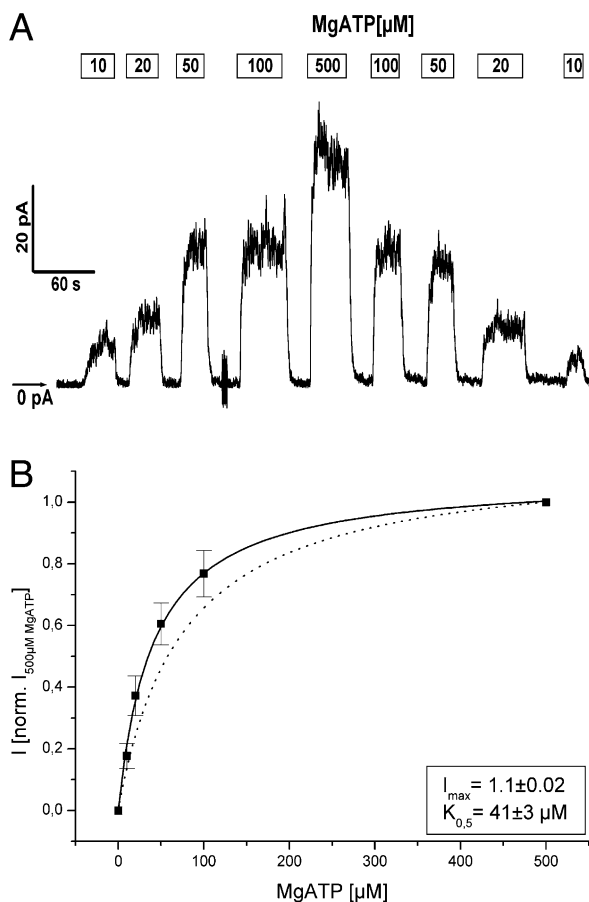 A
MgATP[µM]
10 20 50 100 500 100 50 20 10
20 pA
60 s
0 pA
B
1,0
0,8
0,6
0,4
0,2
0,0
I [norm. I500µM MgATP]
Imax= 1.1±0.02
K0,5= 41±3 µM
0 100 200 300 400 500
MgATP [µM]